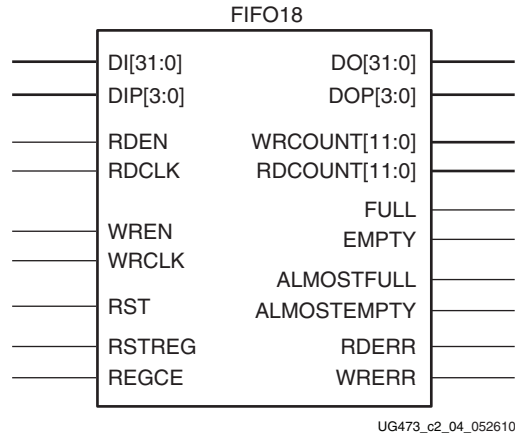 FIFO18
DI[31:0] DO[31:0]
DIP[3:0] DOP[3:0]
RDEN WRCOUNT[11:0]
RDCLK RDCOUNT[11:0]
FULL
WREN EMPTY
WRCLK
ALMOSTFULL
RST ALMOSTEMPTY
RSTREG RDERR
REGCE WRERR
UG473_c2_04_052610